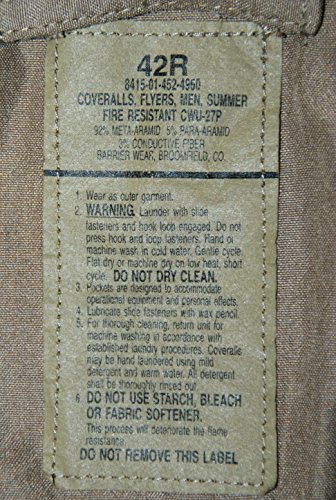 42R
8415-01-452-4960
COVERALLS, FLYERS, MEN, SUMMER
FIRE RESISTANT CWU-27P
92% META-ARAMID 5% PARA-ARAMID
3% CONDUCTIVE FIBER
BARRIER WEAR, BROOMFIELD, CO.
1. Wear as outer garment.
2. WARNING. Launder with slide
fasteners and hook loop engaged. Do not
press hook and loop fasteners. Hand or
machine wash in cold water. Gentle cycle.
Flat dry or machine dry on low heat, short
cycle. DO NOT DRY CLEAN.
3. Pockets are designed to accommodate
operational equipment and personal effects.
4. Lubricate slide fasteners with wax pencil.
5. For thorough cleaning, return unit for
machine washing in accordance with
established laundry procedures. Coveralls
may be hand laundered using mild
detergent and warm water. All detergent
shall be thoroughly rinsed out.
6. DO NOT USE STARCH, BLEACH
OR FABRIC SOFTENER.
This process will deteriorate the flame
resistance.
DO NOT REMOVE THIS LABEL